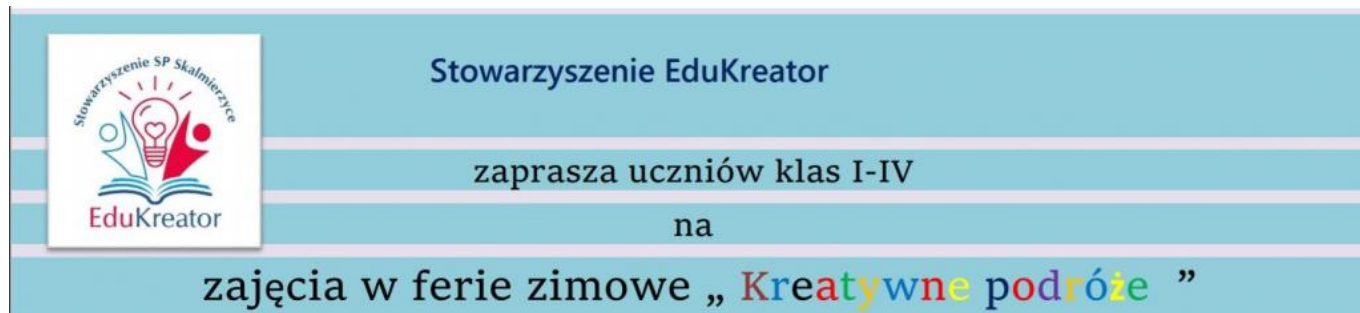 Stowarzyszenie SP Skalmierzyce
EduKreator
Stowarzyszenie EduKreator
zaprasza uczniów klas I-IV
na
zajęcia w ferie zimowe „ Kreatywne podróże ”